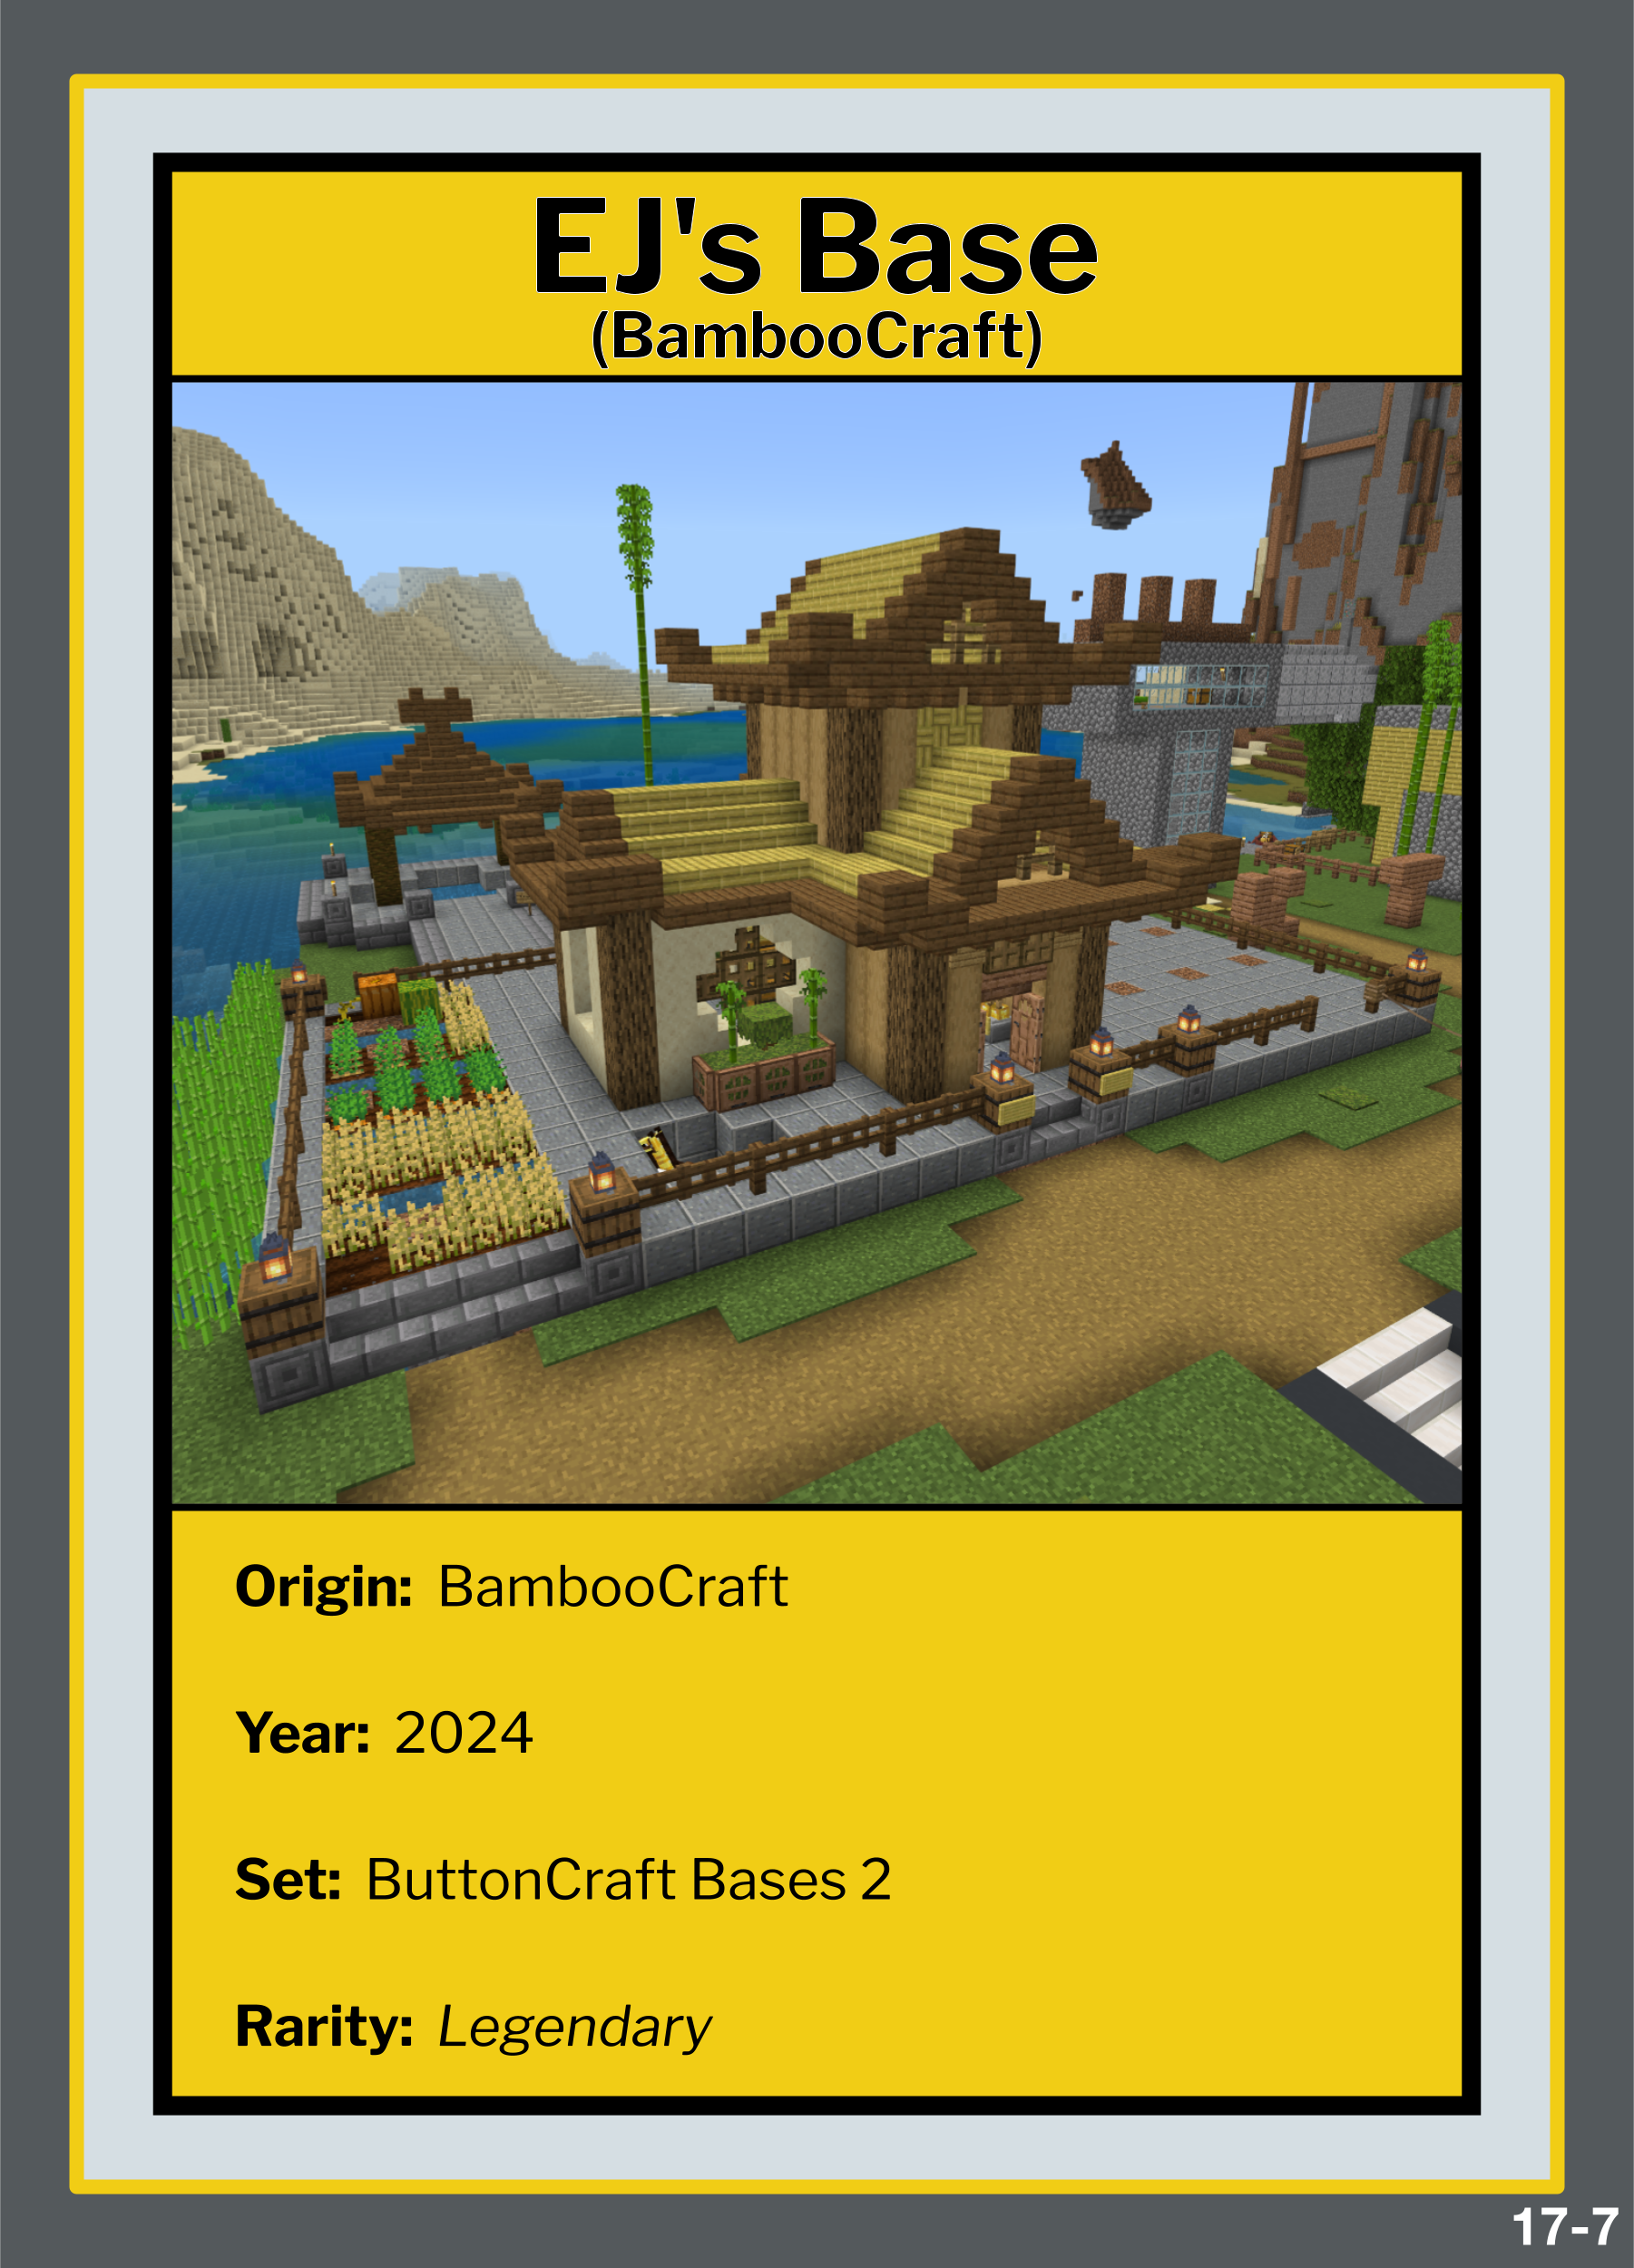 EJ's Base
(BambooCraft)
Origin: BambooCraft
Year: 2024
Set: ButtonCraft Bases 2
Rarity: Legendary
17-7